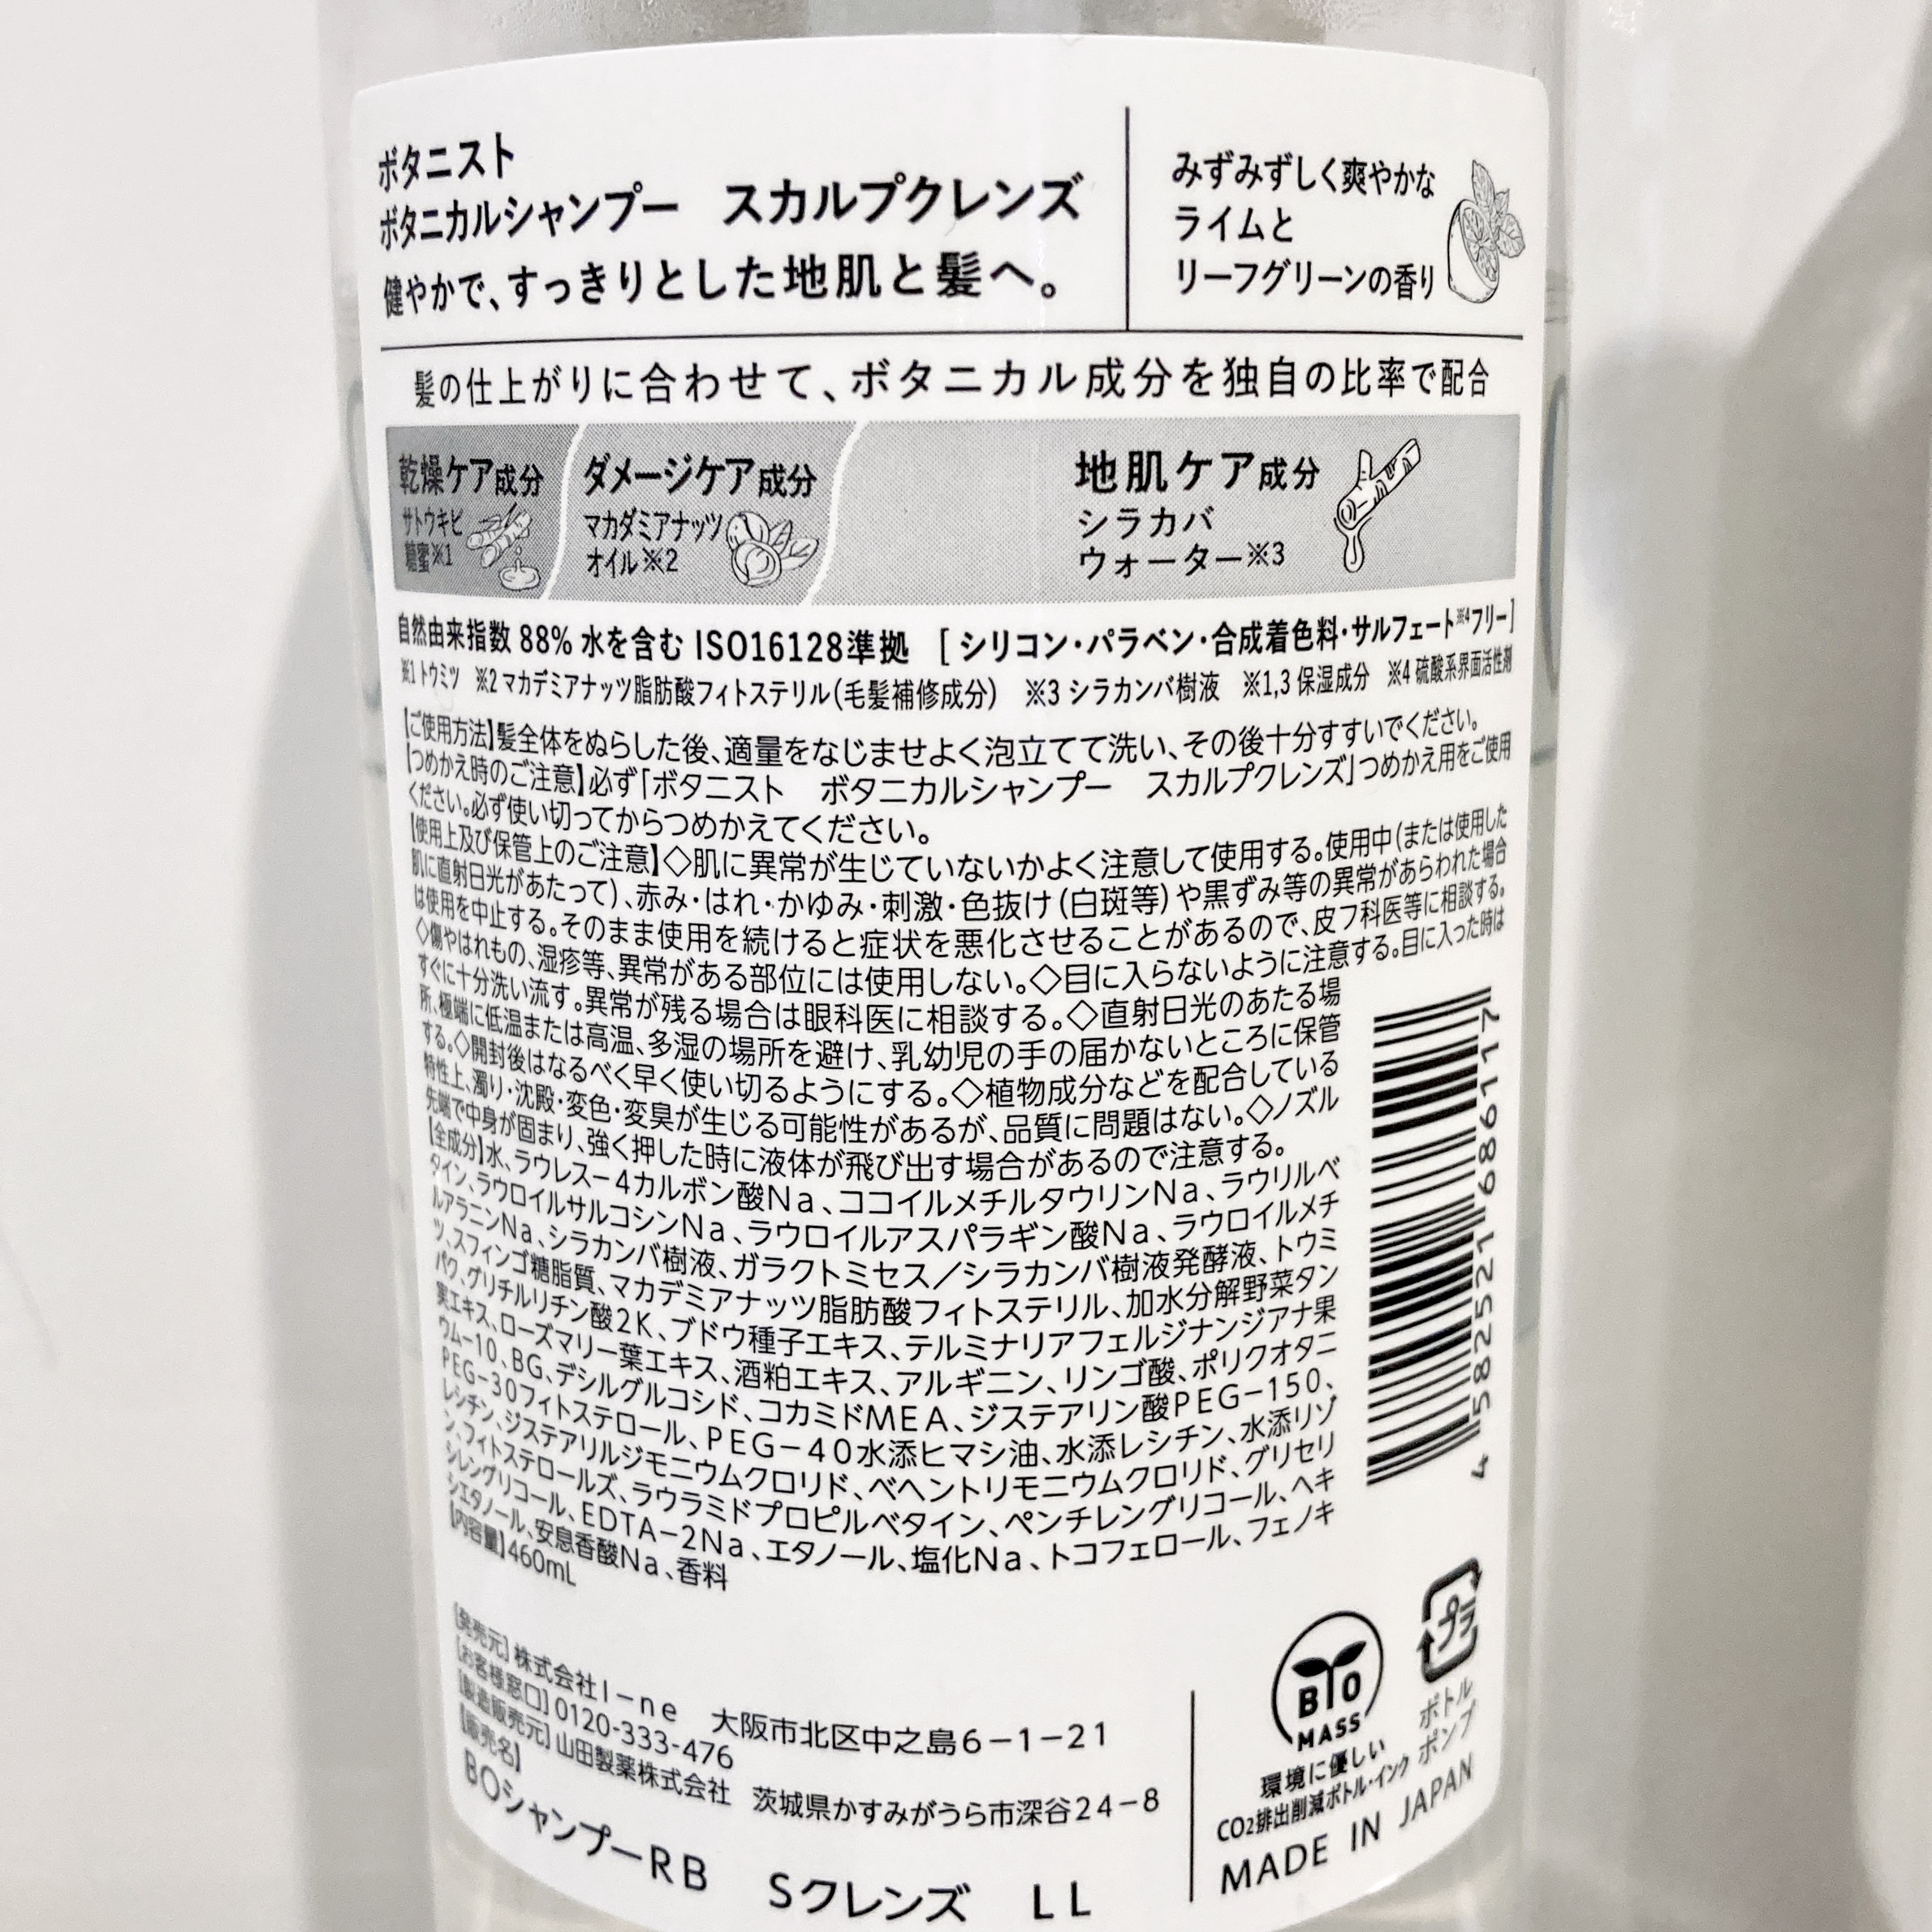 ボタニスト
ボタニカルシャンプー　スカルプクレンズ
健やかで、すっきりとした地肌と髪へ。
みずみずしく爽やかな
ライムと
リーフグリーンの香り
髪の仕上がりに合わせて、ボタニカル成分を独自の比率で配合
乾燥ケア成分
サトウキビ
糖蜜※1
ダメージケア成分
マカダミアナッツ
オイル※2
地肌ケア成分
シラカバ
ウォーター※3
自然由来指数 88% 水を含む ISO16128準拠 [シリコン・パラベン・合成着色料・サルフェート※4フリー]
※1 トウミツ ※2 マカデミアナッツ脂肪酸フィトステリル(毛髪補修成分) ※3 シラカンバ樹液 ※1,3 保湿成分 ※4 硫酸系界面活性剤
【ご使用方法】髪全体をぬらした後、適量をなじませよく泡立てて洗い、その後十分すすいでください。
【つめかえ時のご注意】必ず「ボタニスト　ボタニカルシャンプー　スカルプクレンズ」つめかえ用をご使用
ください。必ず使い切ってからつめかえてください。
【使用上及び保管上のご注意】◇肌に異常が生じていないかよく注意して使用する。使用中(または使用した
肌に直射日光があたって)、赤み・はれ・かゆみ・刺激・色抜け(白斑等)や黒ずみ等の異常があらわれた場合
は使用を中止する。そのまま使用を続けると症状を悪化させることがあるので、皮フ科医等に相談する。
◇傷やはれもの、湿疹等、異常がある部位には使用しない。◇目に入らないように注意する。目に入った時は
すぐに十分洗い流す。異常が残る場合は眼科医に相談する。◇直射日光のあたる場
所、極端に低温または高温、多湿の場所を避け、乳幼児の手の届かないところに保管
する。◇開封後はなるべく早く使い切るようにする。◇植物成分などを配合している
特性上、濁り・沈殿・変色・変臭が生じる可能性があるが、品質に問題はない。◇ノズル
先端で中身が固まり、強く押した時に液体が飛び出す場合があるので注意する。
【全成分】水、ラウレス－4カルボン酸Na、ココイルメチルタウリンNa、ラウリルベ
タイン、ラウロイルサルコシンNa、ラウロイルアスパラギン酸Na、ラウロイルメチ
ルアラニンNa、シラカンバ樹液、ガラクトミセス／シラカンバ樹液発酵液、トウミ
ツ、スフィンゴ糖脂質、マカデミアナッツ脂肪酸フィトステリル、加水分解野菜タン
パク、グリチルリチン酸2K、ブドウ種子エキス、テルミナリアフェルジナンジアナ果
実エキス、ローズマリー葉エキス、酒粕エキス、アルギニン、リンゴ酸、ポリクオタニ
ウム－10、BG、デシルグルコシド、コカミドMEA、ジステアリン酸PEG－150、
PEG－30フィトステロール、PEG－40水添ヒマシ油、水添レシチン、水添リゾ
レシチン、ジステアリルジモニウムクロリド、ベヘントリモニウムクロリド、グリセリ
ン、フィトステロールズ、ラウラミドプロピルベタイン、ペンチレングリコール、ヘキ
シレングリコール、EDTA－2Na、エタノール、塩化Na、トコフェロール、フェノキ
シエタノール、安息香酸Na、香料
【内容量】460mL
4 582521 686117
【発売元】株式会社I－ne　大阪市北区中之島6－1－21
【お客様窓口】0120-333-476
【製造販売元】山田製薬株式会社　茨城県かすみがうら市深谷24－8
【販売名】
BOシャンプーRB　Sクレンズ　LL
BIO
MASS
環境に優しい
CO2排出削減ボトル・インク
プラ
ボトル
ポンプ
MADE IN JAPAN